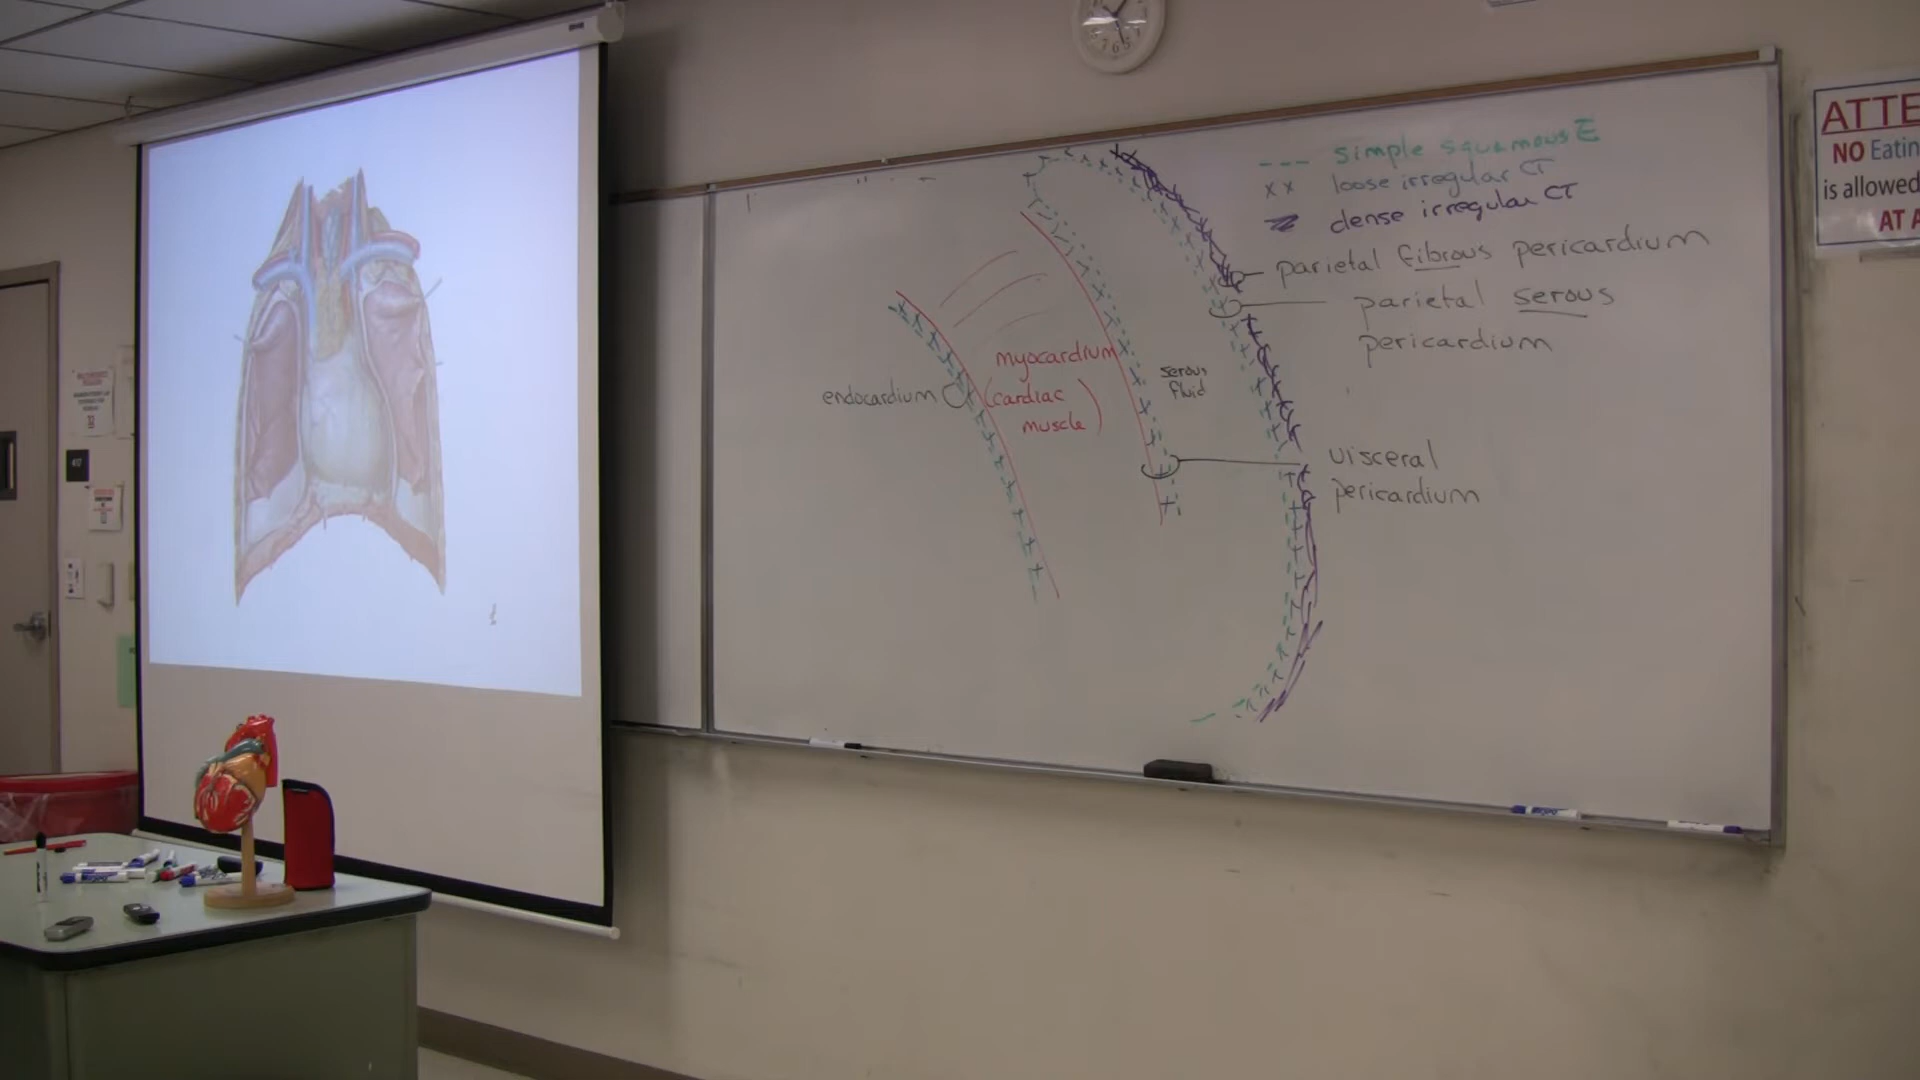 --- simple squamous E
x x loose irregular CT
dense irregular CT
parietal fibrous pericardium
parietal serous
pericardium
myocardium
(cardiac
muscle)
serous
fluid
endocardium
visceral
pericardium
ATTE
NO Eatin
is allowed
AT A
417